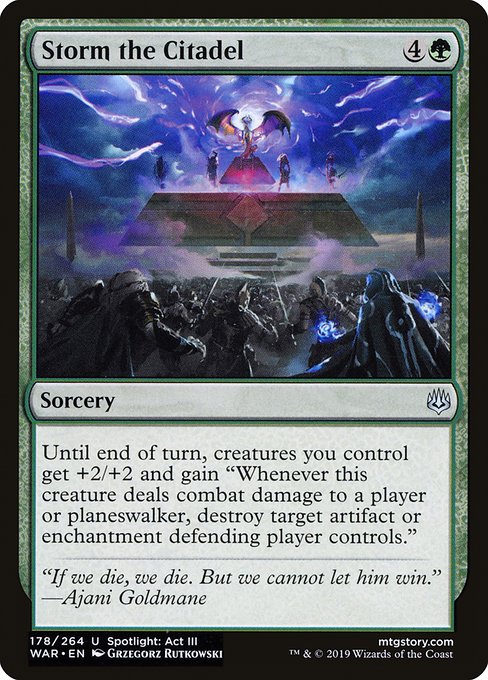 Storm the Citadel 4
Sorcery
Until end of turn, creatures you control
get +2/+2 and gain “Whenever this
creature deals combat damage to a player
or planeswalker, destroy target artifact or
enchantment defending player controls.”
“If we die, we die. But we cannot let him win.”
—Ajani Goldmane
178/264 U Spotlight: Act III
mtgstory.com
WAR • EN Grzegorz Rutkowski
™ & © 2019 Wizards of the Coast